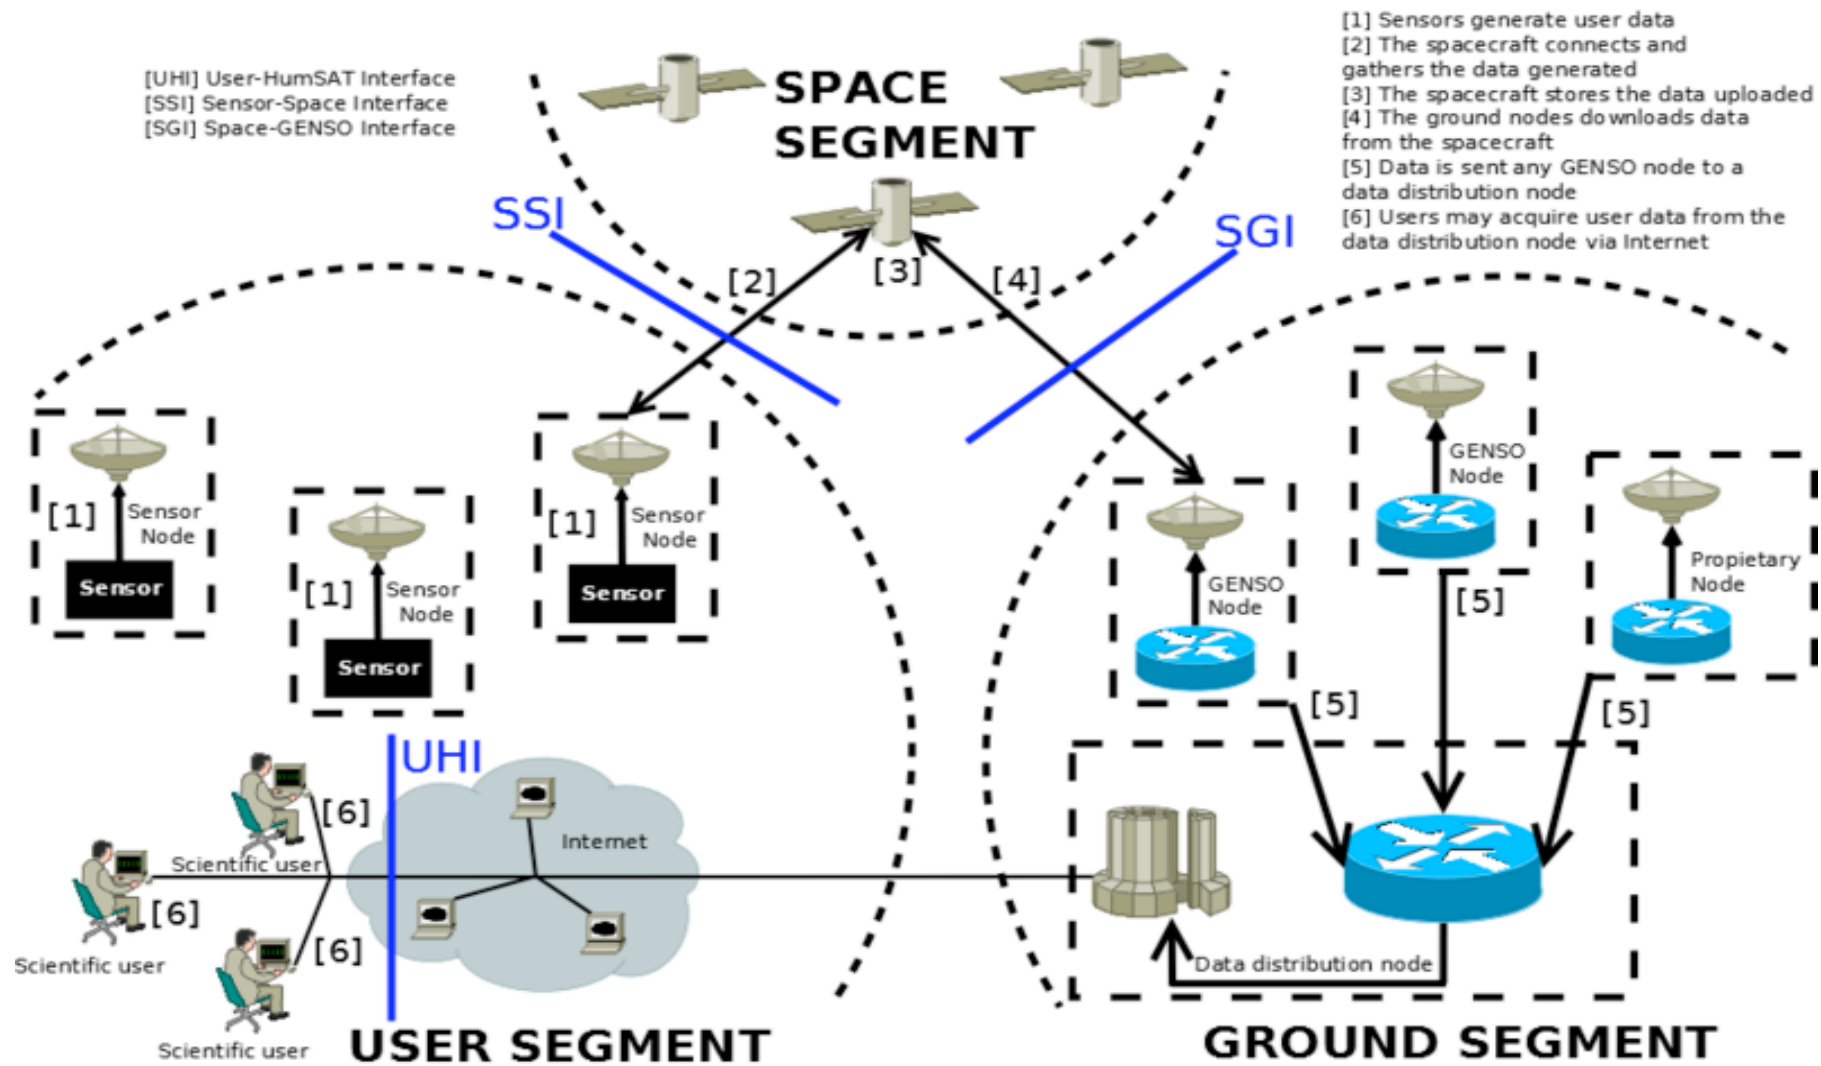 [UHI] User-HumSAT Interface
[SSI] Sensor-Space Interface
[SGI] Space-GENSO Interface
SPACE
SEGMENT
[1] Sensors generate user data
[2] The spacecraft connects and
gathers the data generated
[3] The spacecraft stores the data uploaded
[4] The ground nodes downloads data
from the spacecraft
[5] Data is sent any GENSO node to a
data distribution node
[6] Users may acquire user data from the
data distribution node via Internet
SSI
SGI
[2]
[3]
[4]
[1]
Sensor
Node
Sensor
[1]
Sensor
Node
Sensor
[1]
Sensor
Node
Sensor
GENSO
Node
GENSO
Node
Propietary
Node
[5]
[5]
[5]
UHI
Internet
[6]
Scientific user
[6]
Scientific user
[6]
Scientific user
Data distribution node
USER SEGMENT
GROUND SEGMENT